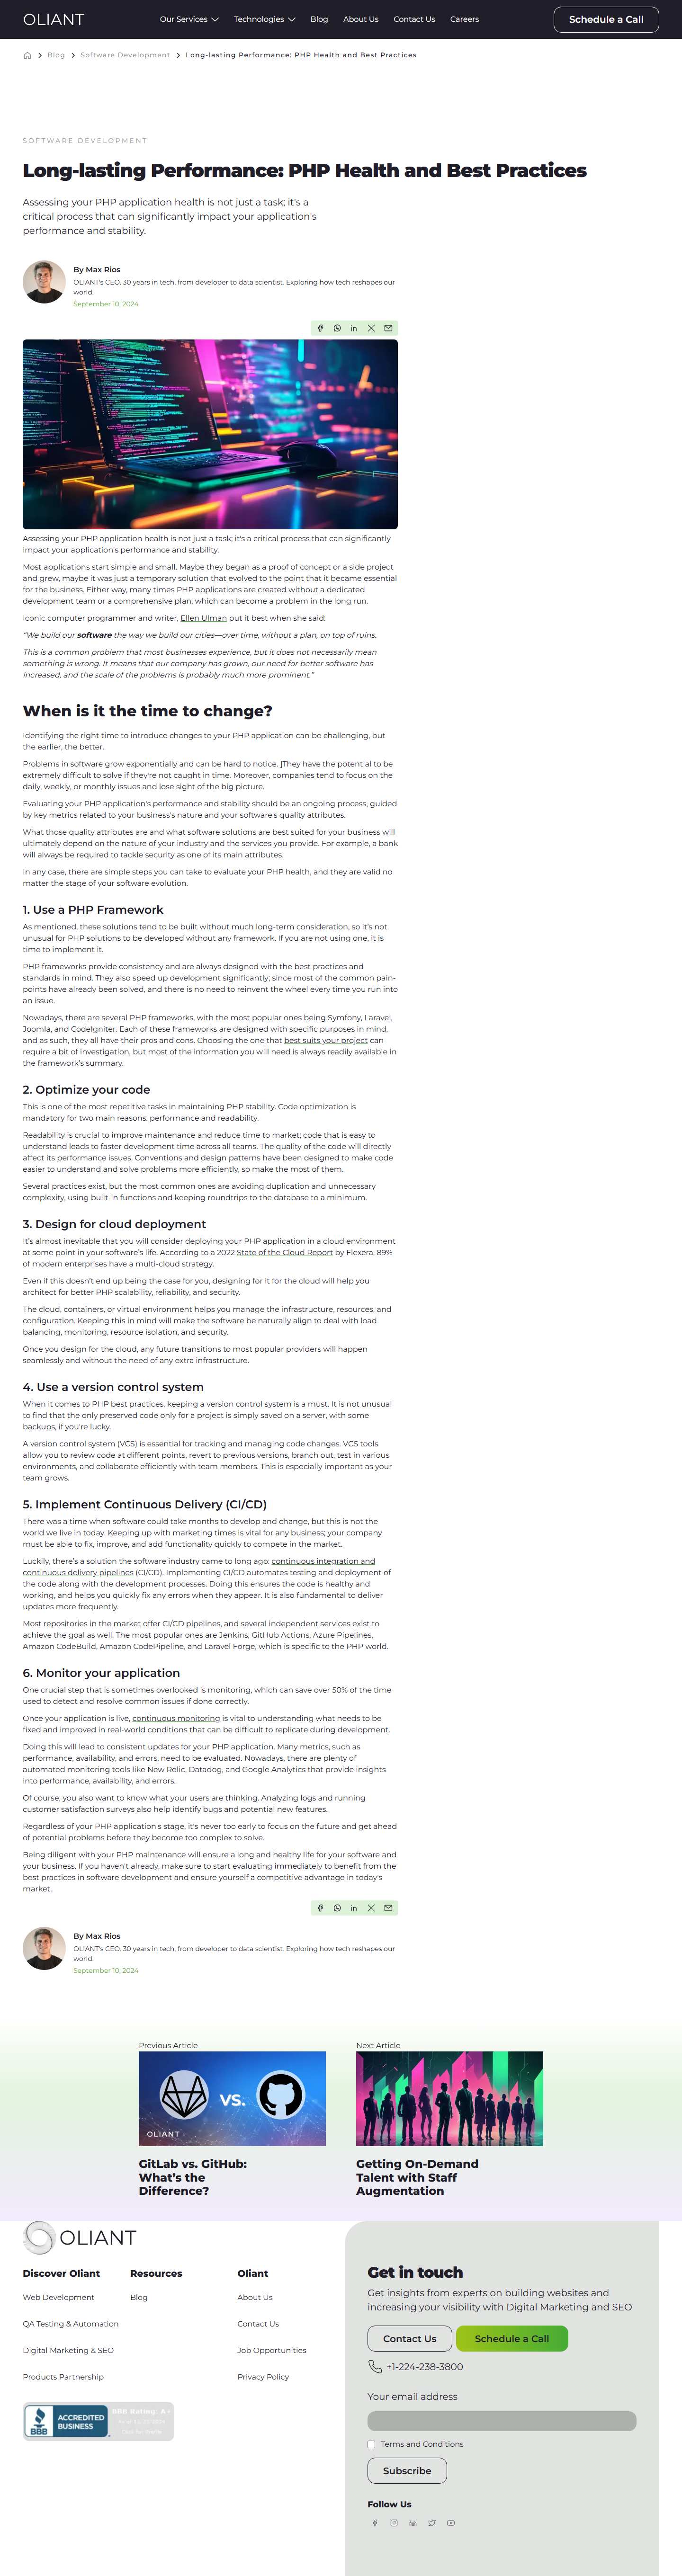 OLIANT
Our Services
Technologies
Blog
About Us
Contact Us
Careers
Schedule a Call
Blog
Software Development
Long-lasting Performance: PHP Health and Best Practices
SOFTWARE DEVELOPMENT
Long-lasting Performance: PHP Health and Best Practices
Assessing your PHP application health is not just a task; it's a
critical process that can significantly impact your application's
performance and stability.
By Max Rios
OLIANT's CEO. 30 years in tech, from developer to data scientist. Exploring how tech reshapes our
world.
September 10, 2024
Assessing your PHP application health is not just a task; it's a critical process that can significantly
impact your application's performance and stability.
Most applications start simple and small. Maybe they began as a proof of concept or a side project
and grew, maybe it was just a temporary solution that evolved to the point that it became essential
for the business. Either way, many times PHP applications are created without a dedicated
development team or a comprehensive plan, which can become a problem in the long run.
Iconic computer programmer and writer, Ellen Ulman put it best when she said:
“We build our software the way we build our cities—over time, without a plan, on top of ruins.
This is a common problem that most businesses experience, but it does not necessarily mean
something is wrong. It means that our company has grown, our need for better software has
increased, and the scale of the problems is probably much more prominent.”
When is it the time to change?
Identifying the right time to introduce changes to your PHP application can be challenging, but
the earlier, the better.
Problems in software grow exponentially and can be hard to notice. ]They have the potential to be
extremely difficult to solve if they're not caught in time. Moreover, companies tend to focus on the
daily, weekly, or monthly issues and lose sight of the big picture.
Evaluating your PHP application's performance and stability should be an ongoing process, guided
by key metrics related to your business's nature and your software's quality attributes.
What those quality attributes are and what software solutions are best suited for your business will
ultimately depend on the nature of your industry and the services you provide. For example, a bank
will always be required to tackle security as one of its main attributes.
In any case, there are simple steps you can take to evaluate your PHP health, and they are valid no
matter the stage of your software evolution.
1. Use a PHP Framework
As mentioned, these solutions tend to be built without much long-term consideration, so it’s not
unusual for PHP solutions to be developed without any framework. If you are not using one, it is
time to implement it.
PHP frameworks provide consistency and are always designed with the best practices and
standards in mind. They also speed up development significantly; since most of the common pain-
points have already been solved, and there is no need to reinvent the wheel every time you run into
an issue.
Nowadays, there are several PHP frameworks, with the most popular ones being Symfony, Laravel,
Joomla, and CodeIgniter. Each of these frameworks are designed with specific purposes in mind,
and as such, they all have their pros and cons. Choosing the one that best suits your project can
require a bit of investigation, but most of the information you will need is always readily available in
the framework’s summary.
2. Optimize your code
This is one of the most repetitive tasks in maintaining PHP stability. Code optimization is
mandatory for two main reasons: performance and readability.
Readability is crucial to improve maintenance and reduce time to market; code that is easy to
understand leads to faster development time across all teams. The quality of the code will directly
affect its performance issues. Conventions and design patterns have been designed to make code
easier to understand and solve problems more efficiently, so make the most of them.
Several practices exist, but the most common ones are avoiding duplication and unnecessary
complexity, using built-in functions and keeping roundtrips to the database to a minimum.
3. Design for cloud deployment
It’s almost inevitable that you will consider deploying your PHP application in a cloud environment
at some point in your software’s life. According to a 2022 State of the Cloud Report by Flexera, 89%
of modern enterprises have a multi-cloud strategy.
Even if this doesn’t end up being the case for you, designing for it for the cloud will help you
architect for better PHP scalability, reliability, and security.
The cloud, containers, or virtual environment helps you manage the infrastructure, resources, and
configuration. Keeping this in mind will make the software be naturally align to deal with load
balancing, monitoring, resource isolation, and security.
Once you design for the cloud, any future transitions to most popular providers will happen
seamlessly and without the need of any extra infrastructure.
4. Use a version control system
When it comes to PHP best practices, keeping a version control system is a must. It is not unusual
to find that the only preserved code only for a project is simply saved on a server, with some
backups, if you're lucky.
A version control system (VCS) is essential for tracking and managing code changes. VCS tools
allow you to review code at different points, revert to previous versions, branch out, test in various
environments, and collaborate efficiently with team members. This is especially important as your
team grows.
5. Implement Continuous Delivery (CI/CD)
There was a time when software could take months to develop and change, but this is not the
world we live in today. Keeping up with marketing times is vital for any business; your company
must be able to fix, improve, and add functionality quickly to compete in the market.
Luckily, there’s a solution the software industry came to long ago: continuous integration and
continuous delivery pipelines (CI/CD). Implementing CI/CD automates testing and deployment of
the code along with the development processes. Doing this ensures the code is healthy and
working, and helps you quickly fix any errors when they appear. It is also fundamental to deliver
updates more frequently.
Most repositories in the market offer CI/CD pipelines, and several independent services exist to
achieve the goal as well. The most popular ones are Jenkins, GitHub Actions, Azure Pipelines,
Amazon CodeBuild, Amazon CodePipeline, and Laravel Forge, which is specific to the PHP world.
6. Monitor your application
One crucial step that is sometimes overlooked is monitoring, which can save over 50% of the time
used to detect and resolve common issues if done correctly.
Once your application is live, continuous monitoring is vital to understanding what needs to be
fixed and improved in real-world conditions that can be difficult to replicate during development.
Doing this will lead to consistent updates for your PHP application. Many metrics, such as
performance, availability, and errors, need to be evaluated. Nowadays, there are plenty of
automated monitoring tools like New Relic, Datadog, and Google Analytics that provide insights
into performance, availability, and errors.
Of course, you also want to know what your users are thinking. Analyzing logs and running
customer satisfaction surveys also help identify bugs and potential new features.
Regardless of your PHP application's stage, it's never too early to focus on the future and get ahead
of potential problems before they become too complex to solve.
Being diligent with your PHP maintenance will ensure a long and healthy life for your software and
your business. If you haven't already, make sure to start evaluating immediately to benefit from the
best practices in software development and ensure yourself a competitive advantage in today's
market.
By Max Rios
OLIANT's CEO. 30 years in tech, from developer to data scientist. Exploring how tech reshapes our
world.
September 10, 2024
Previous Article
VS.
OLIANT
GitLab vs. GitHub:
What’s the
Difference?
Next Article
Getting On-Demand
Talent with Staff
Augmentation
OLIANT
Discover Oliant
Web Development
QA Testing & Automation
Digital Marketing & SEO
Products Partnership
Resources
Blog
Oliant
About Us
Contact Us
Job Opportunities
Privacy Policy
BBB
ACCREDITED
BUSINESS
BBB Rating: A+
Get in touch
Get insights from experts on building websites and
increasing your visibility with Digital Marketing and SEO
Contact Us
Schedule a Call
+1-224-238-3800
Your email address
Terms and Conditions
Subscribe
Follow Us